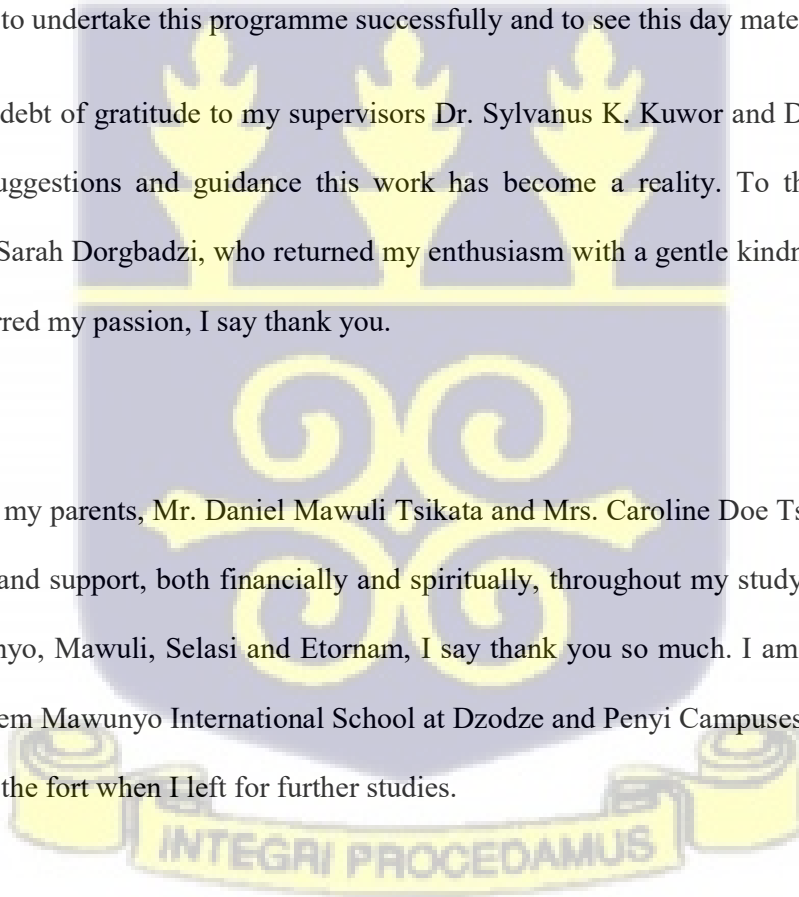 to undertake this programme successfully and to see this day mate
debt of gratitude to my supervisors Dr. Sylvanus K. Kuwor and D
uggestions and guidance this work has become a reality. To th
Sarah Dorgbadzi, who returned my enthusiasm with a gentle kindn
rred my passion, I say thank you.
my parents, Mr. Daniel Mawuli Tsikata and Mrs. Caroline Doe Ts
and support, both financially and spiritually, throughout my study
nyo, Mawuli, Selasi and Etornam, I say thank you so much. I am
em Mawunyo International School at Dzodze and Penyi Campuses
the fort when I left for further studies.
INTEGRI PROCEDAMUS